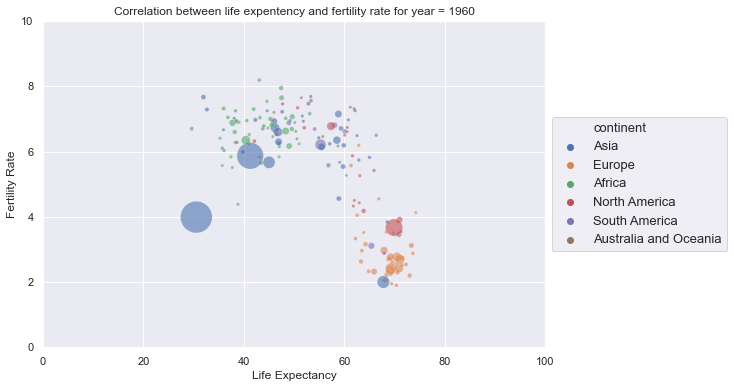 Correlation between life expentency and fertility rate for year = 1960
10
8
6
4
2
0
Fertility Rate
0 20 40 60 80 100
Life Expectancy
continent
Asia
Europe
Africa
North America
South America
Australia and Oceania